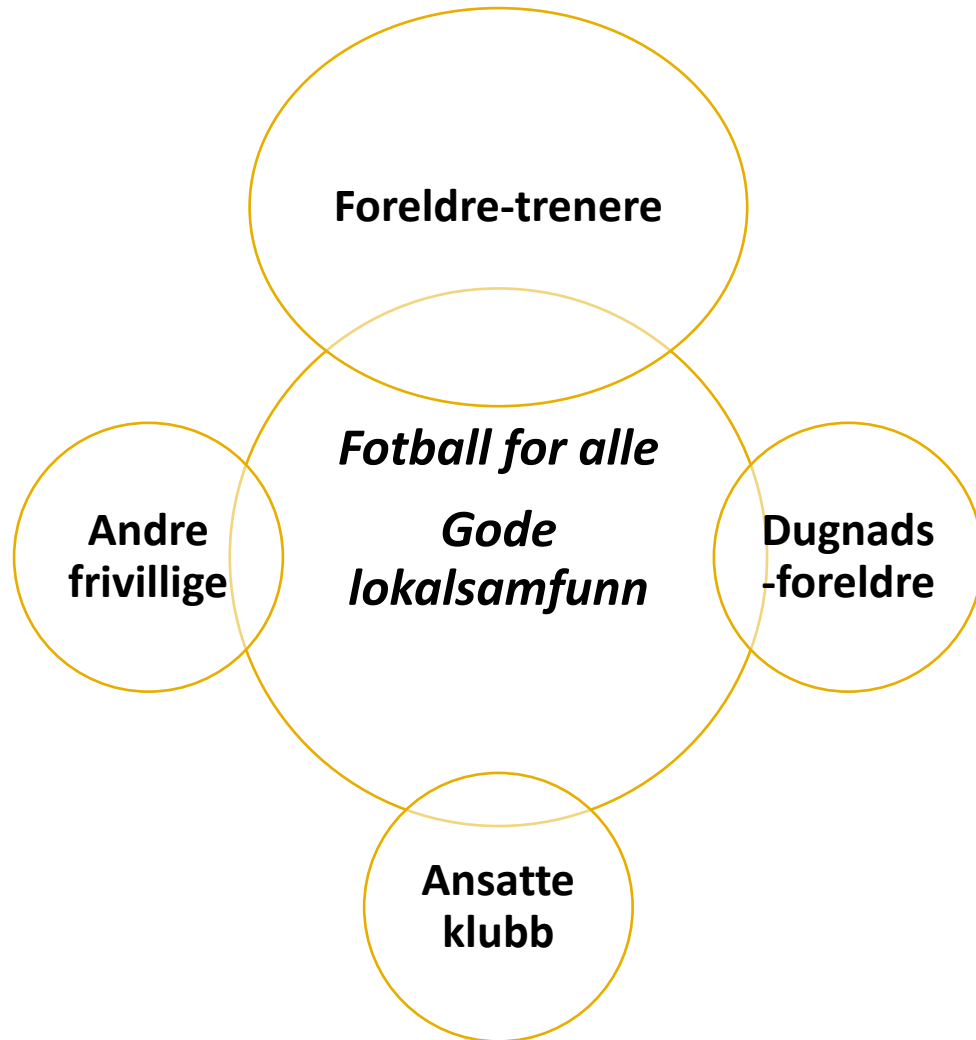 Foreldre-trenere
Fotball for alle
Gode
lokalsamfunn
Andre
frivillige
Dugnads
-foreldre
Ansatte
klubb